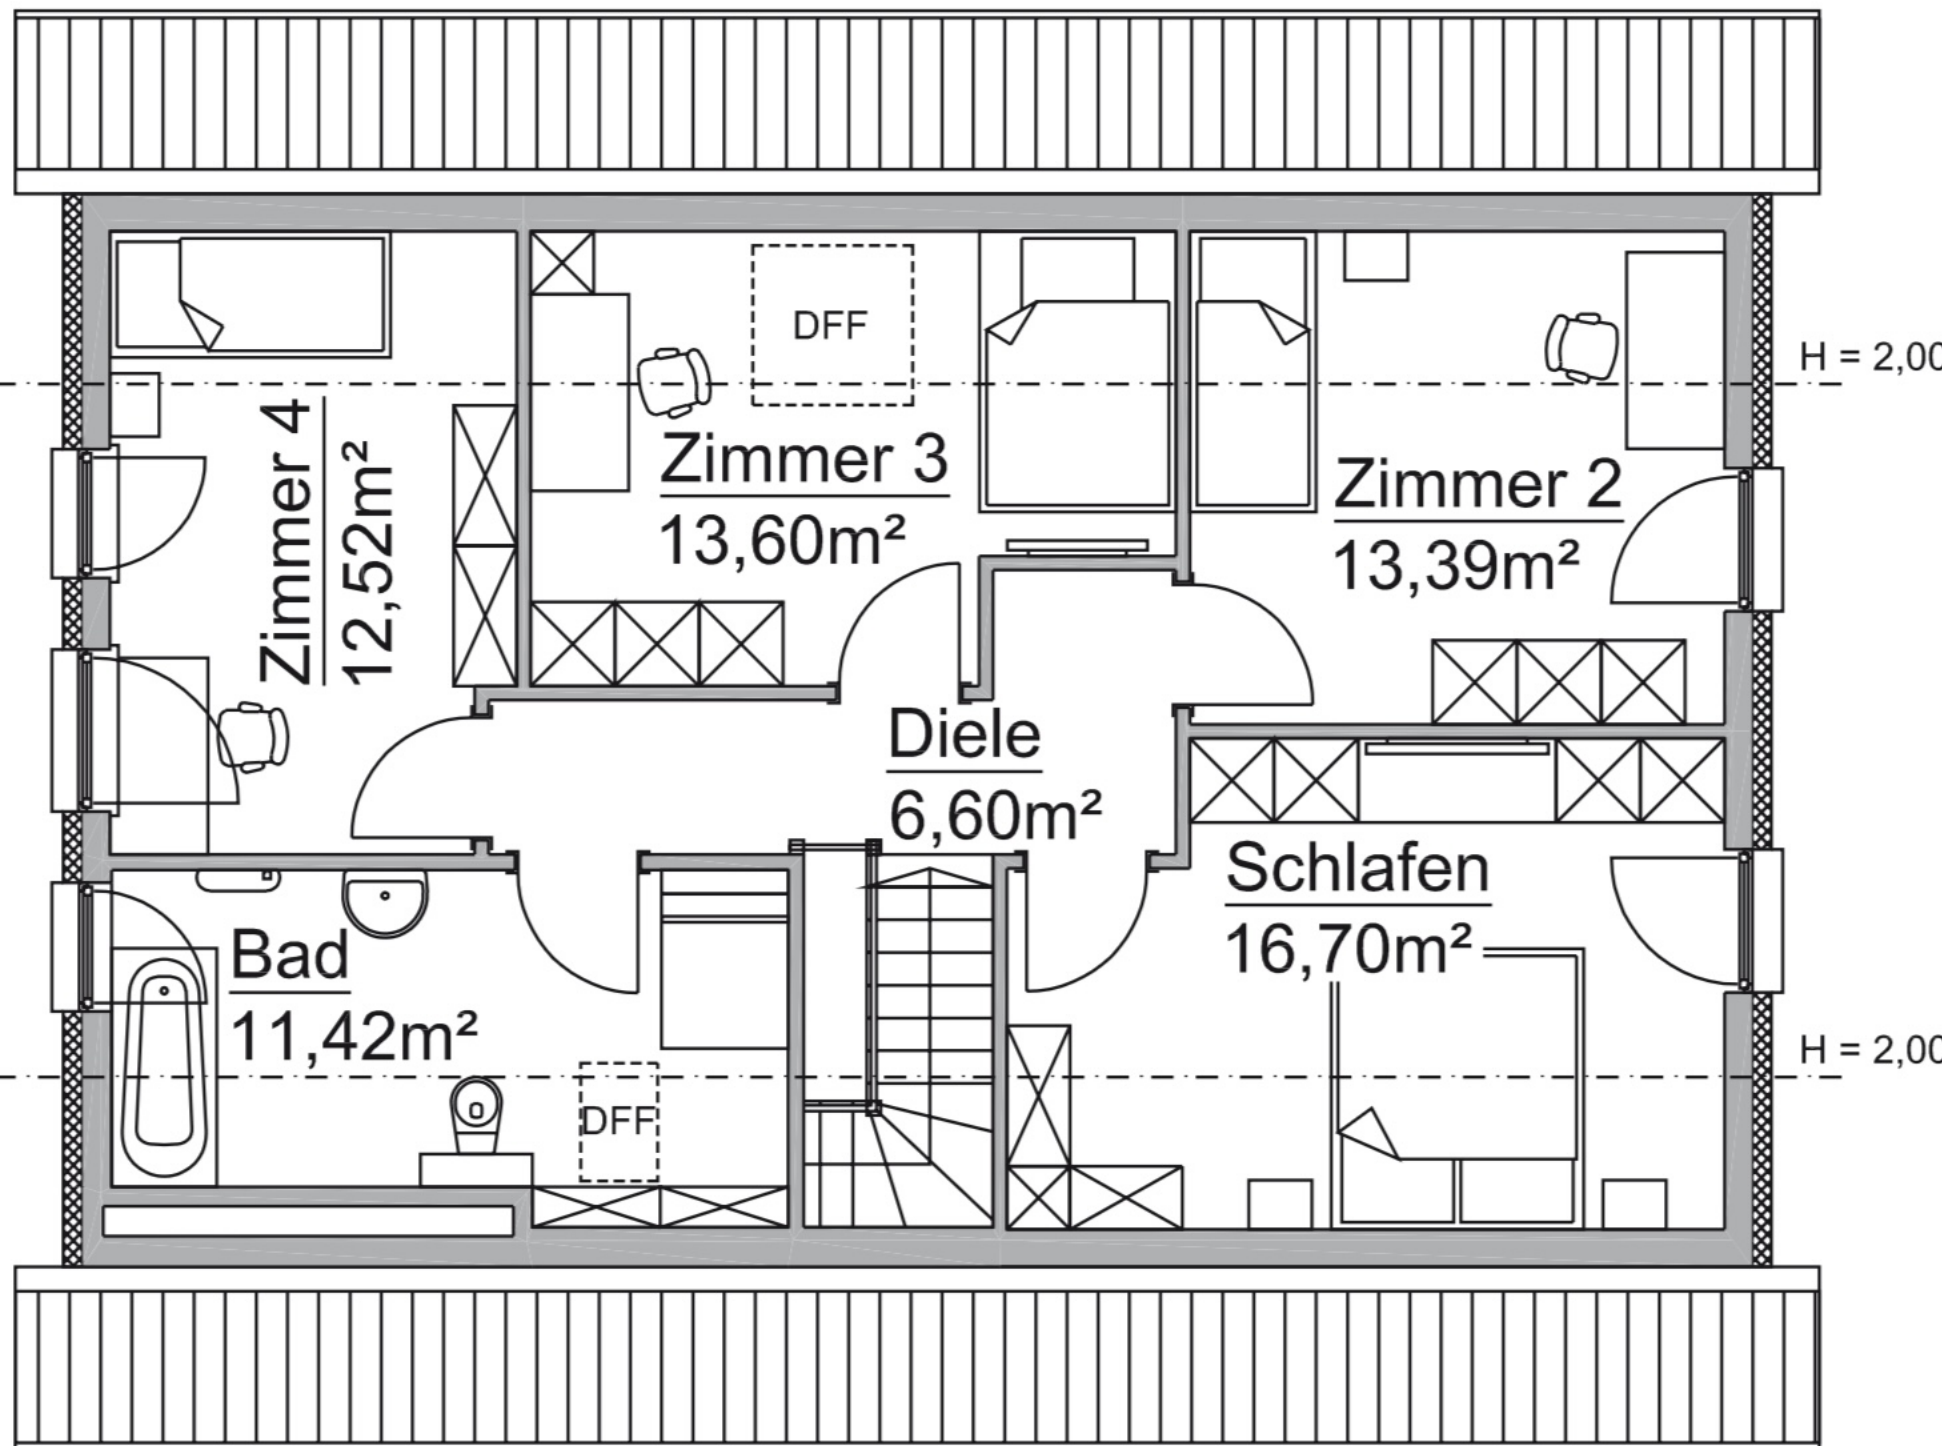 DFF
H = 2,00
Zimmer 4
12,52m²
Zimmer 3
13,60m²
Zimmer 2
13,39m²
Diele
6,60m²
Schlafen
16,70m²
Bad
11,42m²
H = 2,00
DFF